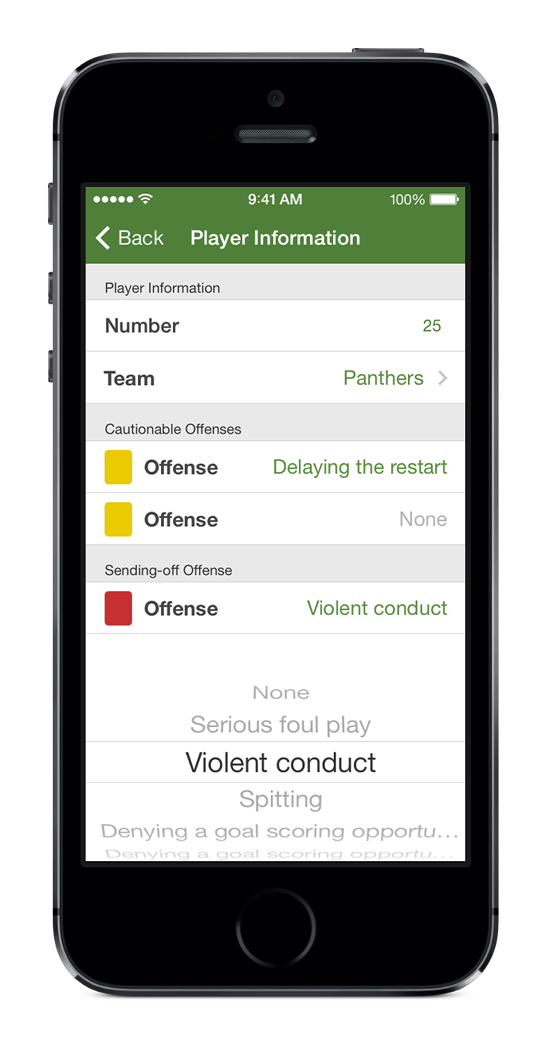 9:41 AM 100%
Back Player Information
Player Information
Number 25
Team Panthers
Cautionable Offenses
Offense Delaying the restart
Offense None
Sending-off Offense
Offense Violent conduct
None
Serious foul play
Violent conduct
Spitting
Denying a goal scoring opportu...
Denying a goal scoring opportu...